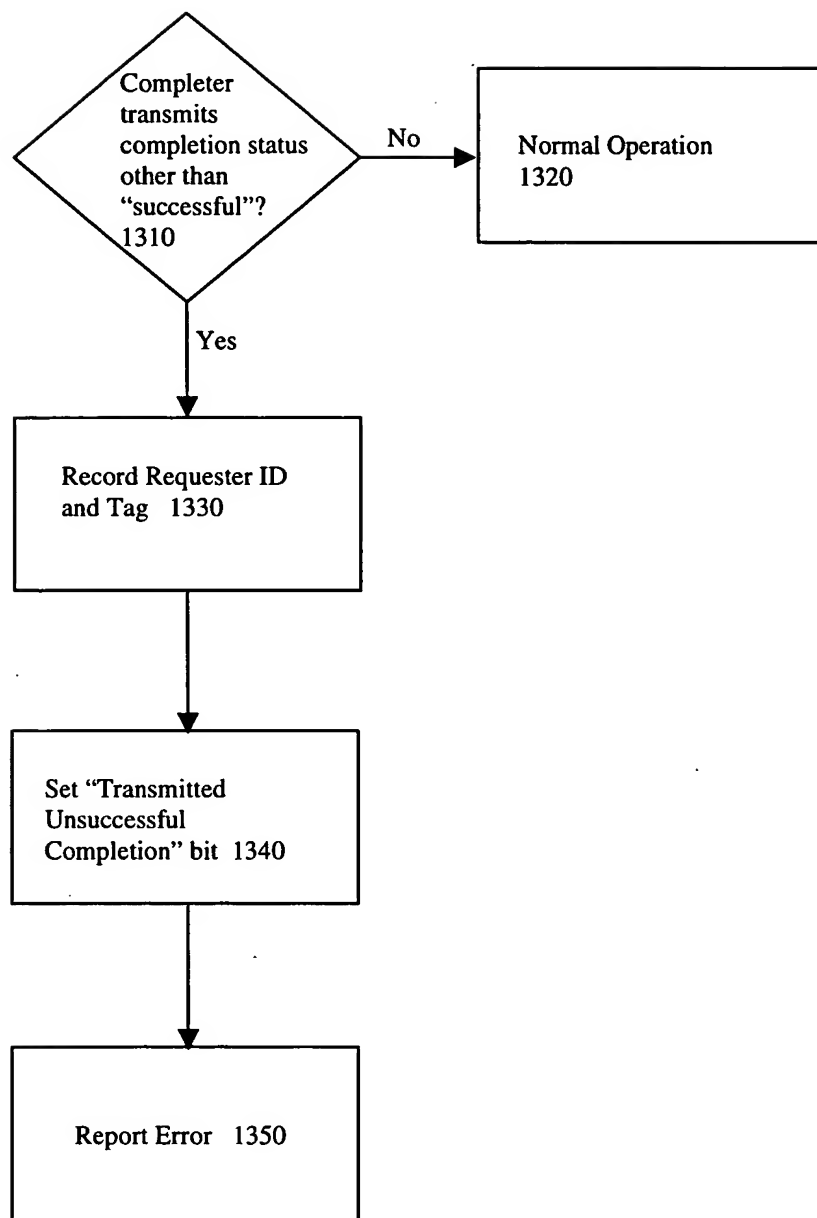 Completer
transmits
completion status
other than
“successful”?
1310
No
Normal Operation
1320
Yes
Record Requester ID
and Tag 1330
Set “Transmitted
Unsuccessful
Completion” bit 1340
Report Error 1350